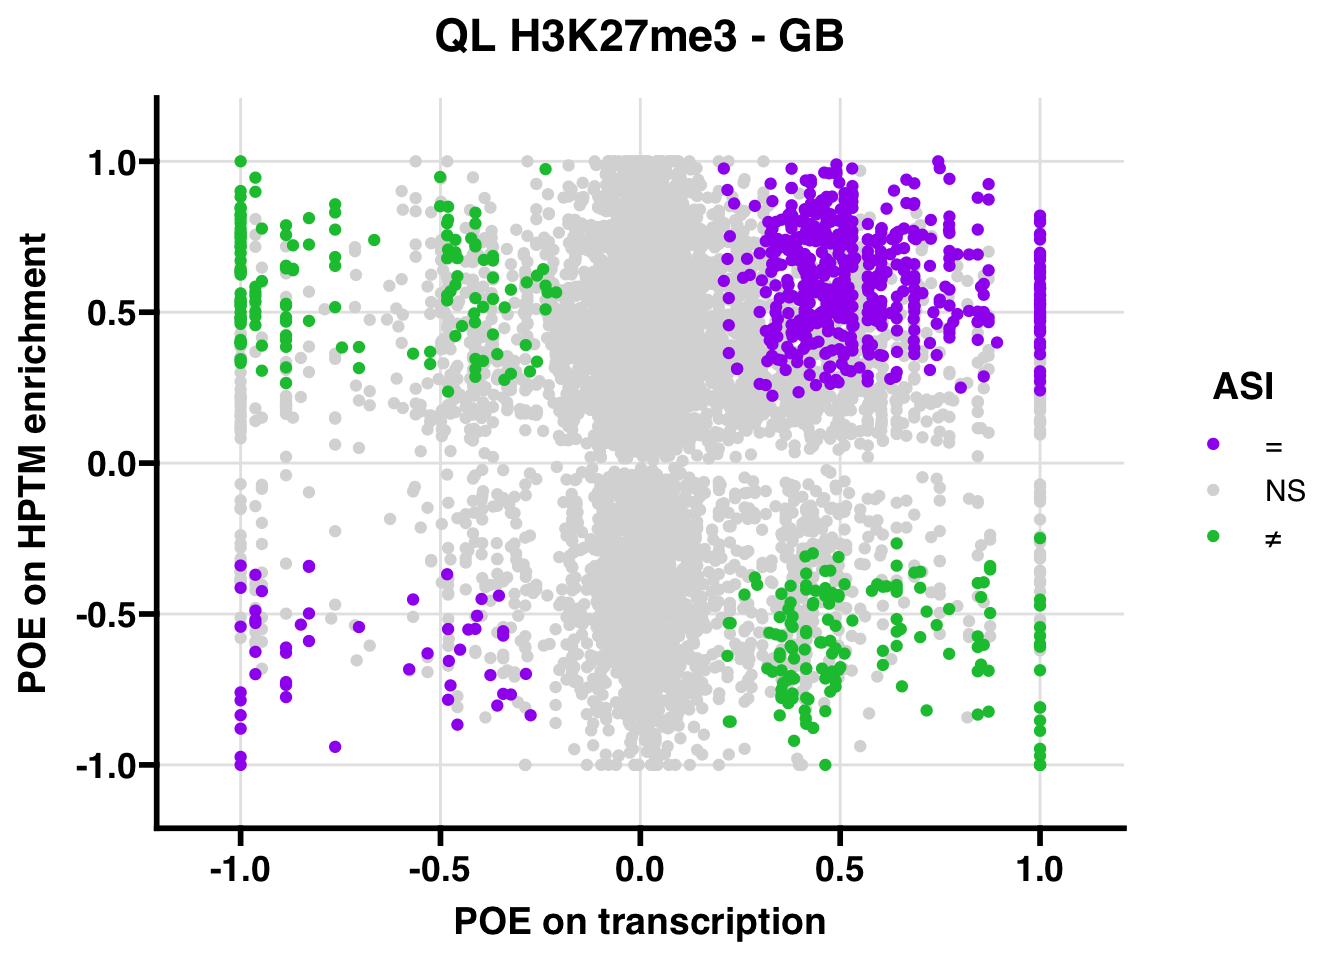 QL H3K27me3 - GB
POE on HPTM enrichment
1.0
0.5
0.0
-0.5
-1.0
-1.0 -0.5 0.0 0.5 1.0
POE on transcription
ASI
=
NS
≠